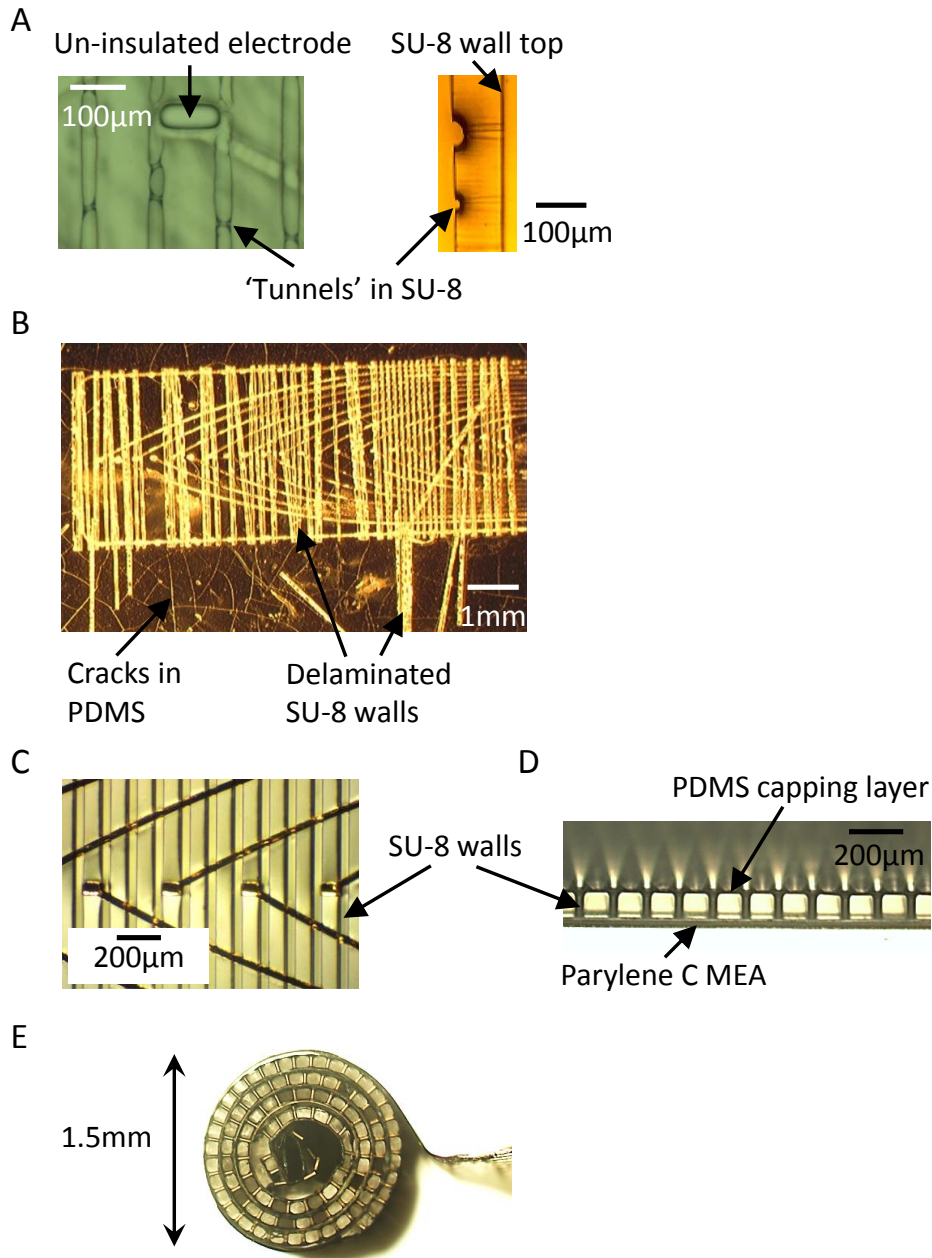 A
Un-insulated electrode
SU-8 wall top
100µm
100µm
‘Tunnels’ in SU-8
B
1mm
Cracks in
PDMS
Delaminated
SU-8 walls
C
D
PDMS capping layer
SU-8 walls
200µm
200µm
Parylene C MEA
E
1.5mm